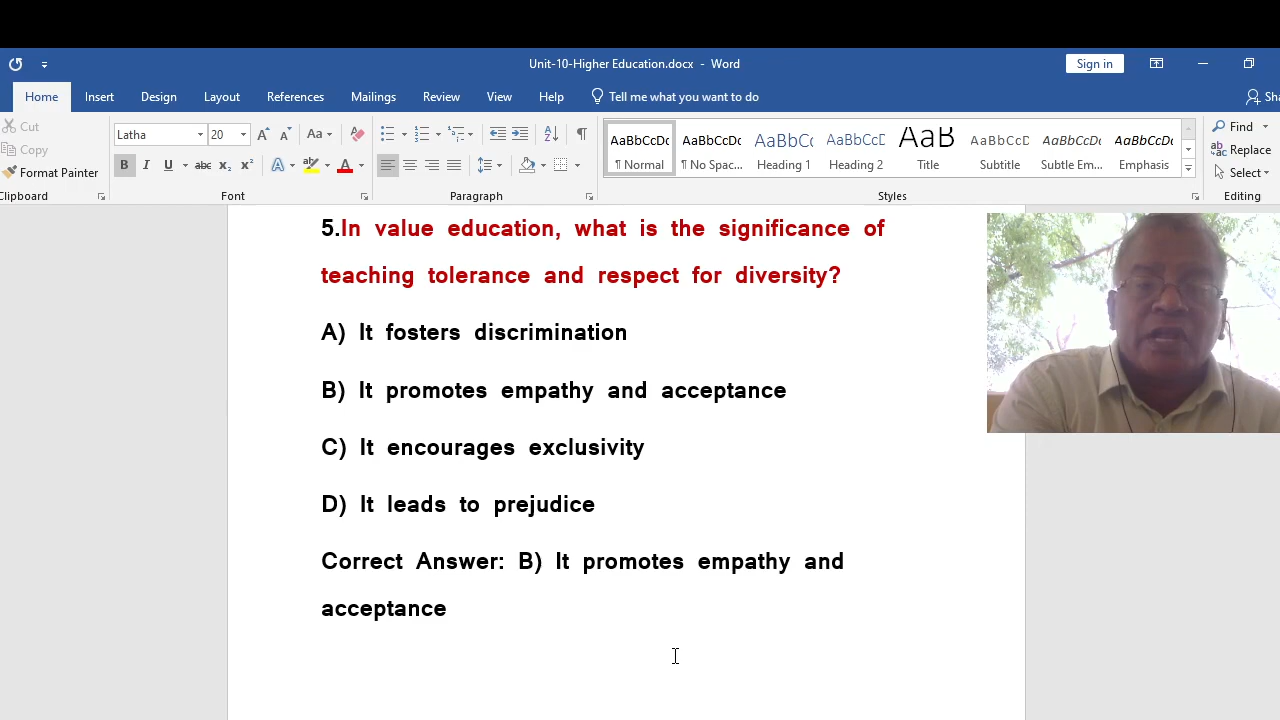 Unit-10-Higher Education.docx - Word
Sign in
Home Insert Design Layout References Mailings Review View Help Tell me what you want to do
Cut
Copy
Format Painter
Clipboard
Latha 20
Font
Paragraph
AaBbCcDc AaBbCcDc AaBbC AaBbCcD AaB AaBbCcD AaBbCcDc AaBbCcDc
¶ Normal ¶ No Spac... Heading 1 Heading 2 Title Subtitle Subtle Em... Emphasis
Styles
Find
Replace
Select
Editing
5.In value education, what is the significance of
teaching tolerance and respect for diversity?
A) It fosters discrimination
B) It promotes empathy and acceptance
C) It encourages exclusivity
D) It leads to prejudice
Correct Answer: B) It promotes empathy and
acceptance